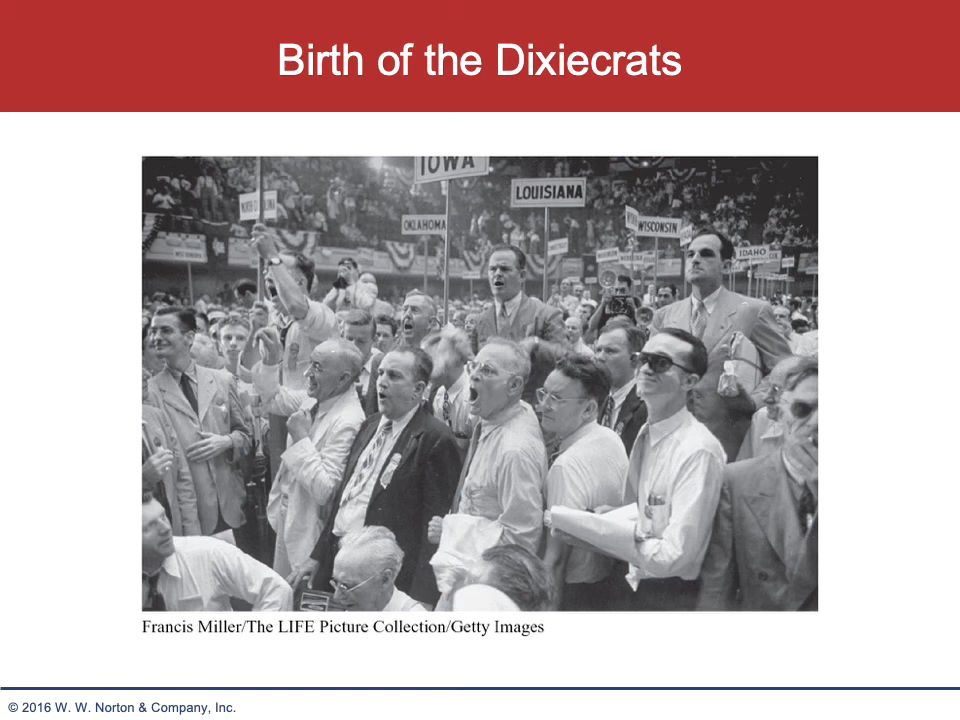 Birth of the Dixiecrats
IOWA
LOUISIANA
OKLAHOMA
WISCONSIN
IDAHO
Francis Miller/The LIFE Picture Collection/Getty Images
© 2016 W. W. Norton & Company, Inc.